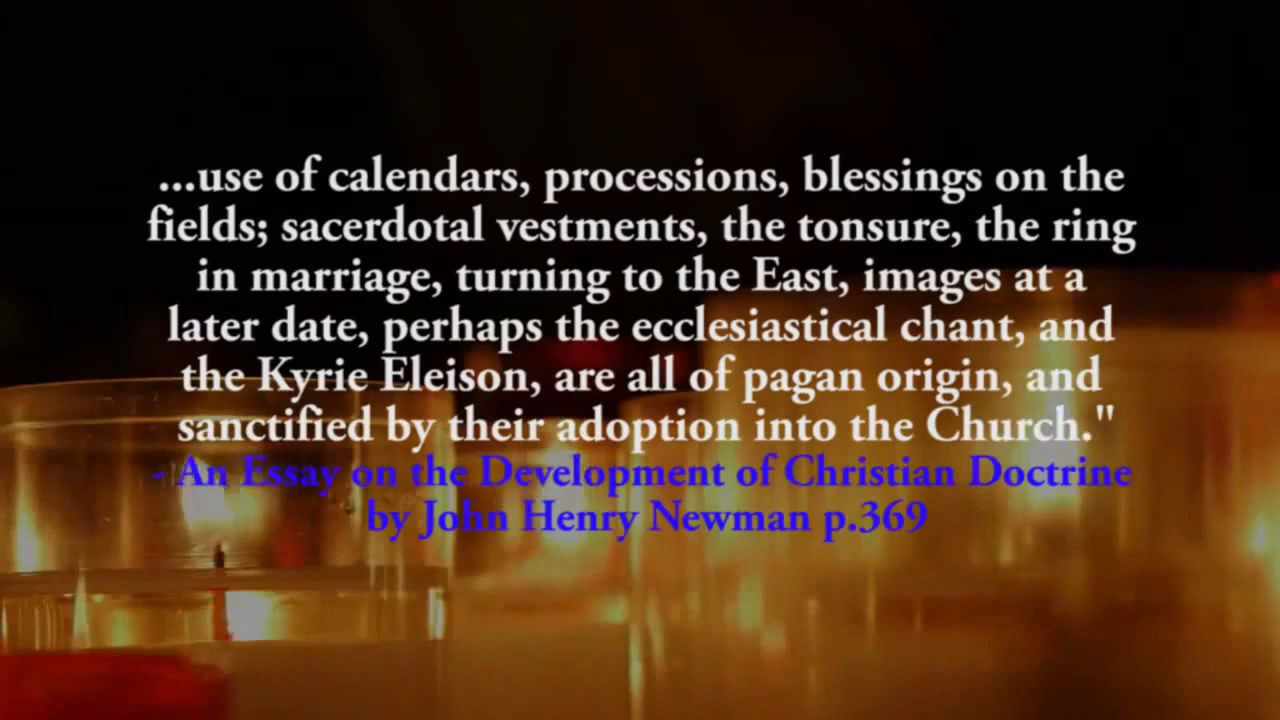 ...use of calendars, processions, blessings on the
fields; sacerdotal vestments, the tonsure, the ring
in marriage, turning to the East, images at a
later date, perhaps the ecclesiastical chant, and
the Kyrie Eleison, are all of pagan origin, and
sanctified by their adoption into the Church."
- An Essay on the Development of Christian Doctrine
by John Henry Newman p.369